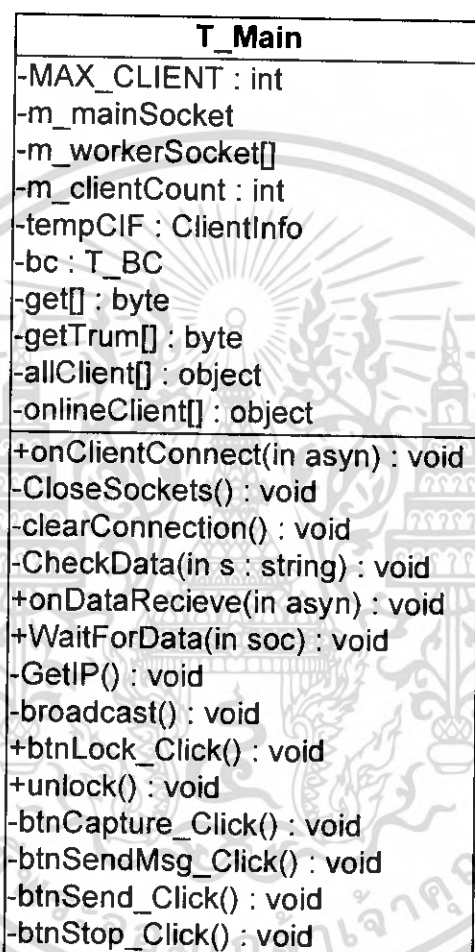 T_Main
-MAX_CLIENT : int
-m_mainSocket
-m_workerSocket[]
-m_clientCount : int
-tempCIF : ClientInfo
-bc : T_BC
-get[] : byte
-getTrum[] : byte
-allClient[] : object
-onlineClient[] : object
+onClientConnect(in asyn) : void
-CloseSockets() : void
-clearConnection() : void
-CheckData(in s : string) : void
+onDataRecieve(in asyn) : void
+WaitForData(in soc) : void
-GetIP() : void
-broadcast() : void
+btnLock_Click() : void
+unlock() : void
-btnCapture_Click() : void
-btnSendMsg_Click() : void
-btnSend_Click() : void
-btnStop_Click() : void